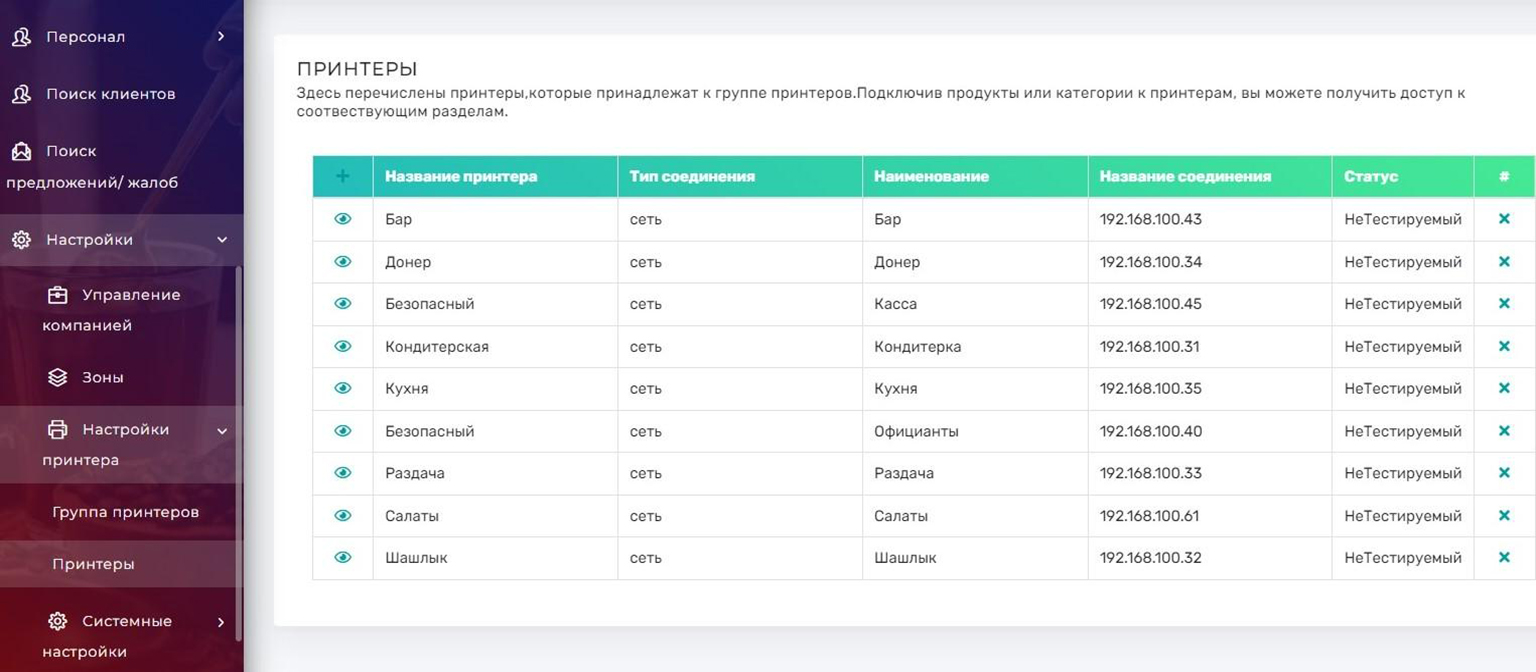 Персонал
Поиск клиентов
Поиск
предложений/ жалоб
Настройки
Управление
компанией
Зоны
Настройки
принтера
Группа принтеров
Принтеры
Системные
настройки
ПРИНТЕРЫ
Здесь перечислены принтеры,которые принадлежат к группе принтеров.Подключив продукты или категории к принтерам, вы можете получить доступ к
соотвествующим разделам.
+ Название принтера Тип соединения Наименование Название соединения Статус #
Бар сеть Бар 192.168.100.43 НеТестируемый
Донер сеть Донер 192.168.100.34 НеТестируемый
Безопасный сеть Касса 192.168.100.45 НеТестируемый
Кондитерская сеть Кондитерка 192.168.100.31 НеТестируемый
Кухня сеть Кухня 192.168.100.35 НеТестируемый
Безопасный сеть Официанты 192.168.100.40 НеТестируемый
Раздача сеть Раздача 192.168.100.33 НеТестируемый
Салаты сеть Салаты 192.168.100.61 НеТестируемый
Шашлык сеть Шашлык 192.168.100.32 НеТестируемый